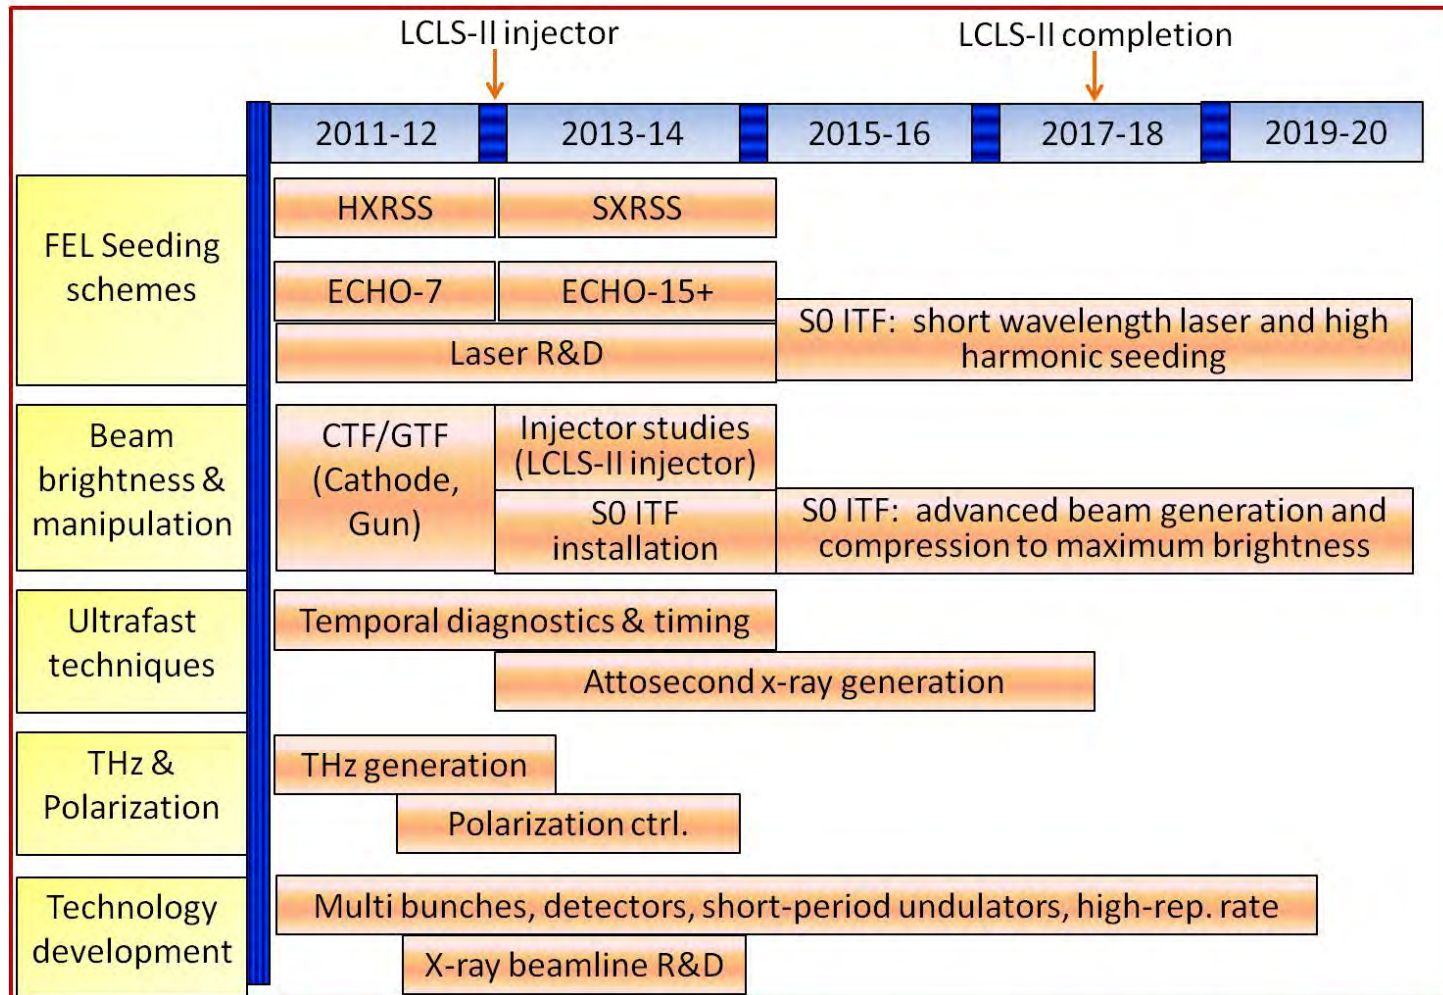 LCLS-II injector
LCLS-II completion
2011-12
2013-14
2015-16
2017-18
2019-20
FEL Seeding
schemes
HXRSS
SXRSS
ECHO-7
ECHO-15+
Laser R&D
S0 ITF: short wavelength laser and high
harmonic seeding
Beam
brightness &
manipulation
CTF/GTF
(Cathode,
Gun)
Injector studies
(LCLS-II injector)
S0 ITF
installation
S0 ITF: advanced beam generation and
compression to maximum brightness
Ultrafast
techniques
Temporal diagnostics & timing
Attosecond x-ray generation
THz &
Polarization
THz generation
Polarization ctrl.
Technology
development
Multi bunches, detectors, short-period undulators, high-rep. rate
X-ray beamline R&D